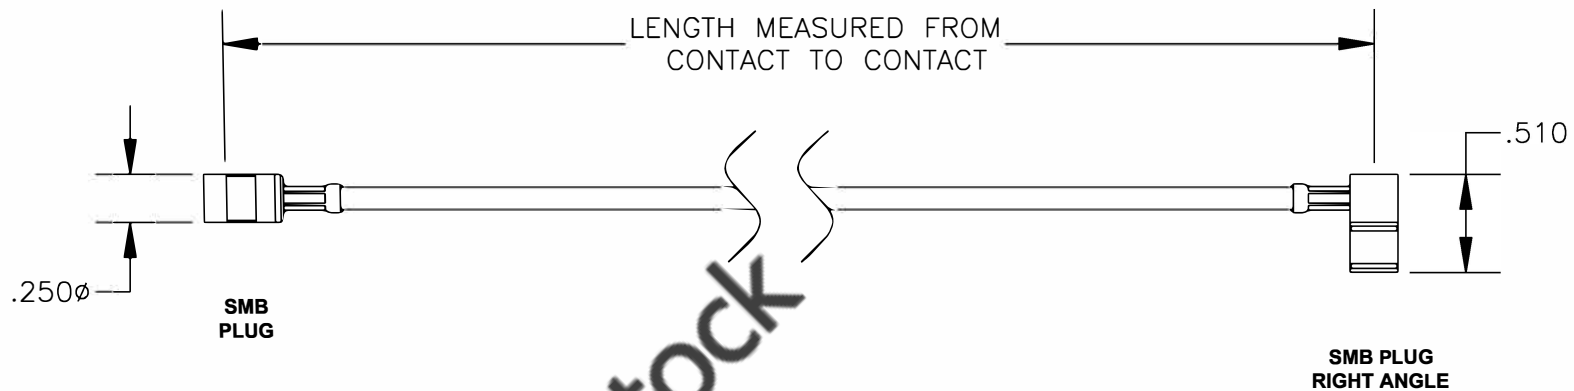 LENGTH MEASURED FROM
CONTACT TO CONTACT
.510
.250ø
SMB
PLUG
SMB PLUG
RIGHT ANGLE